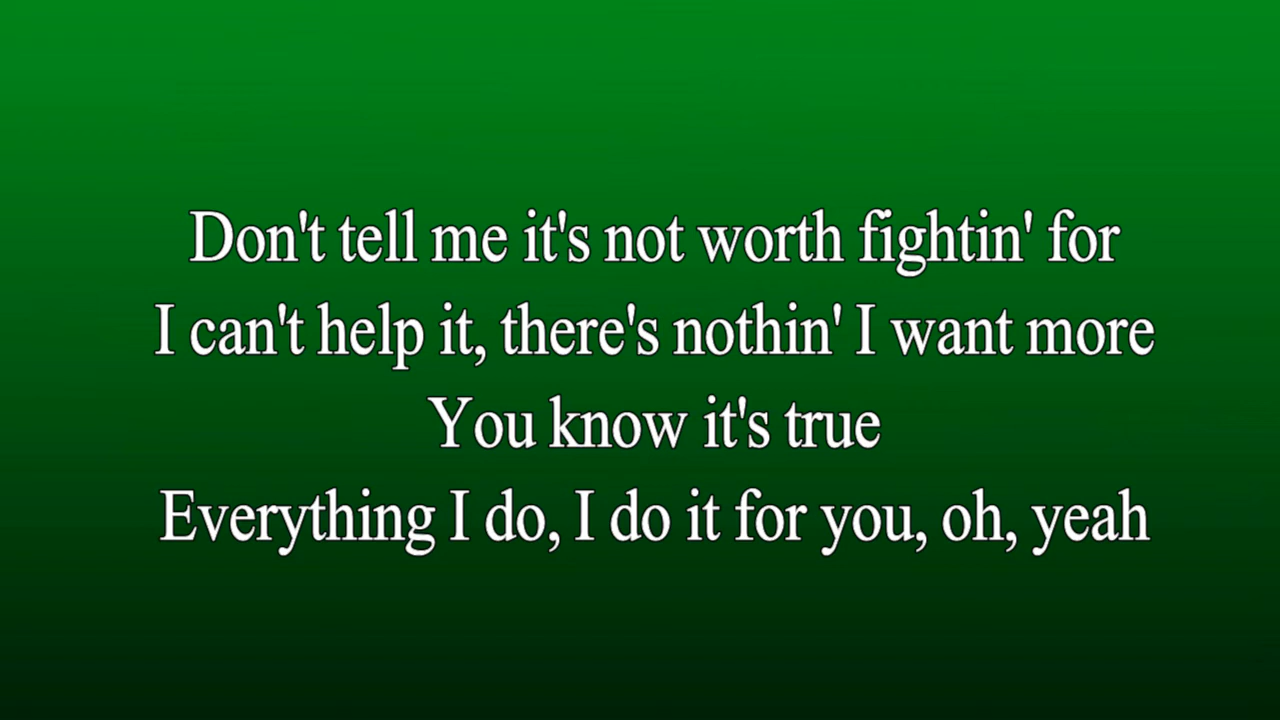 Don't tell me it's not worth fightin' for
I can't help it, there's nothin' I want more
You know it's true
Everything I do, I do it for you, oh, yeah